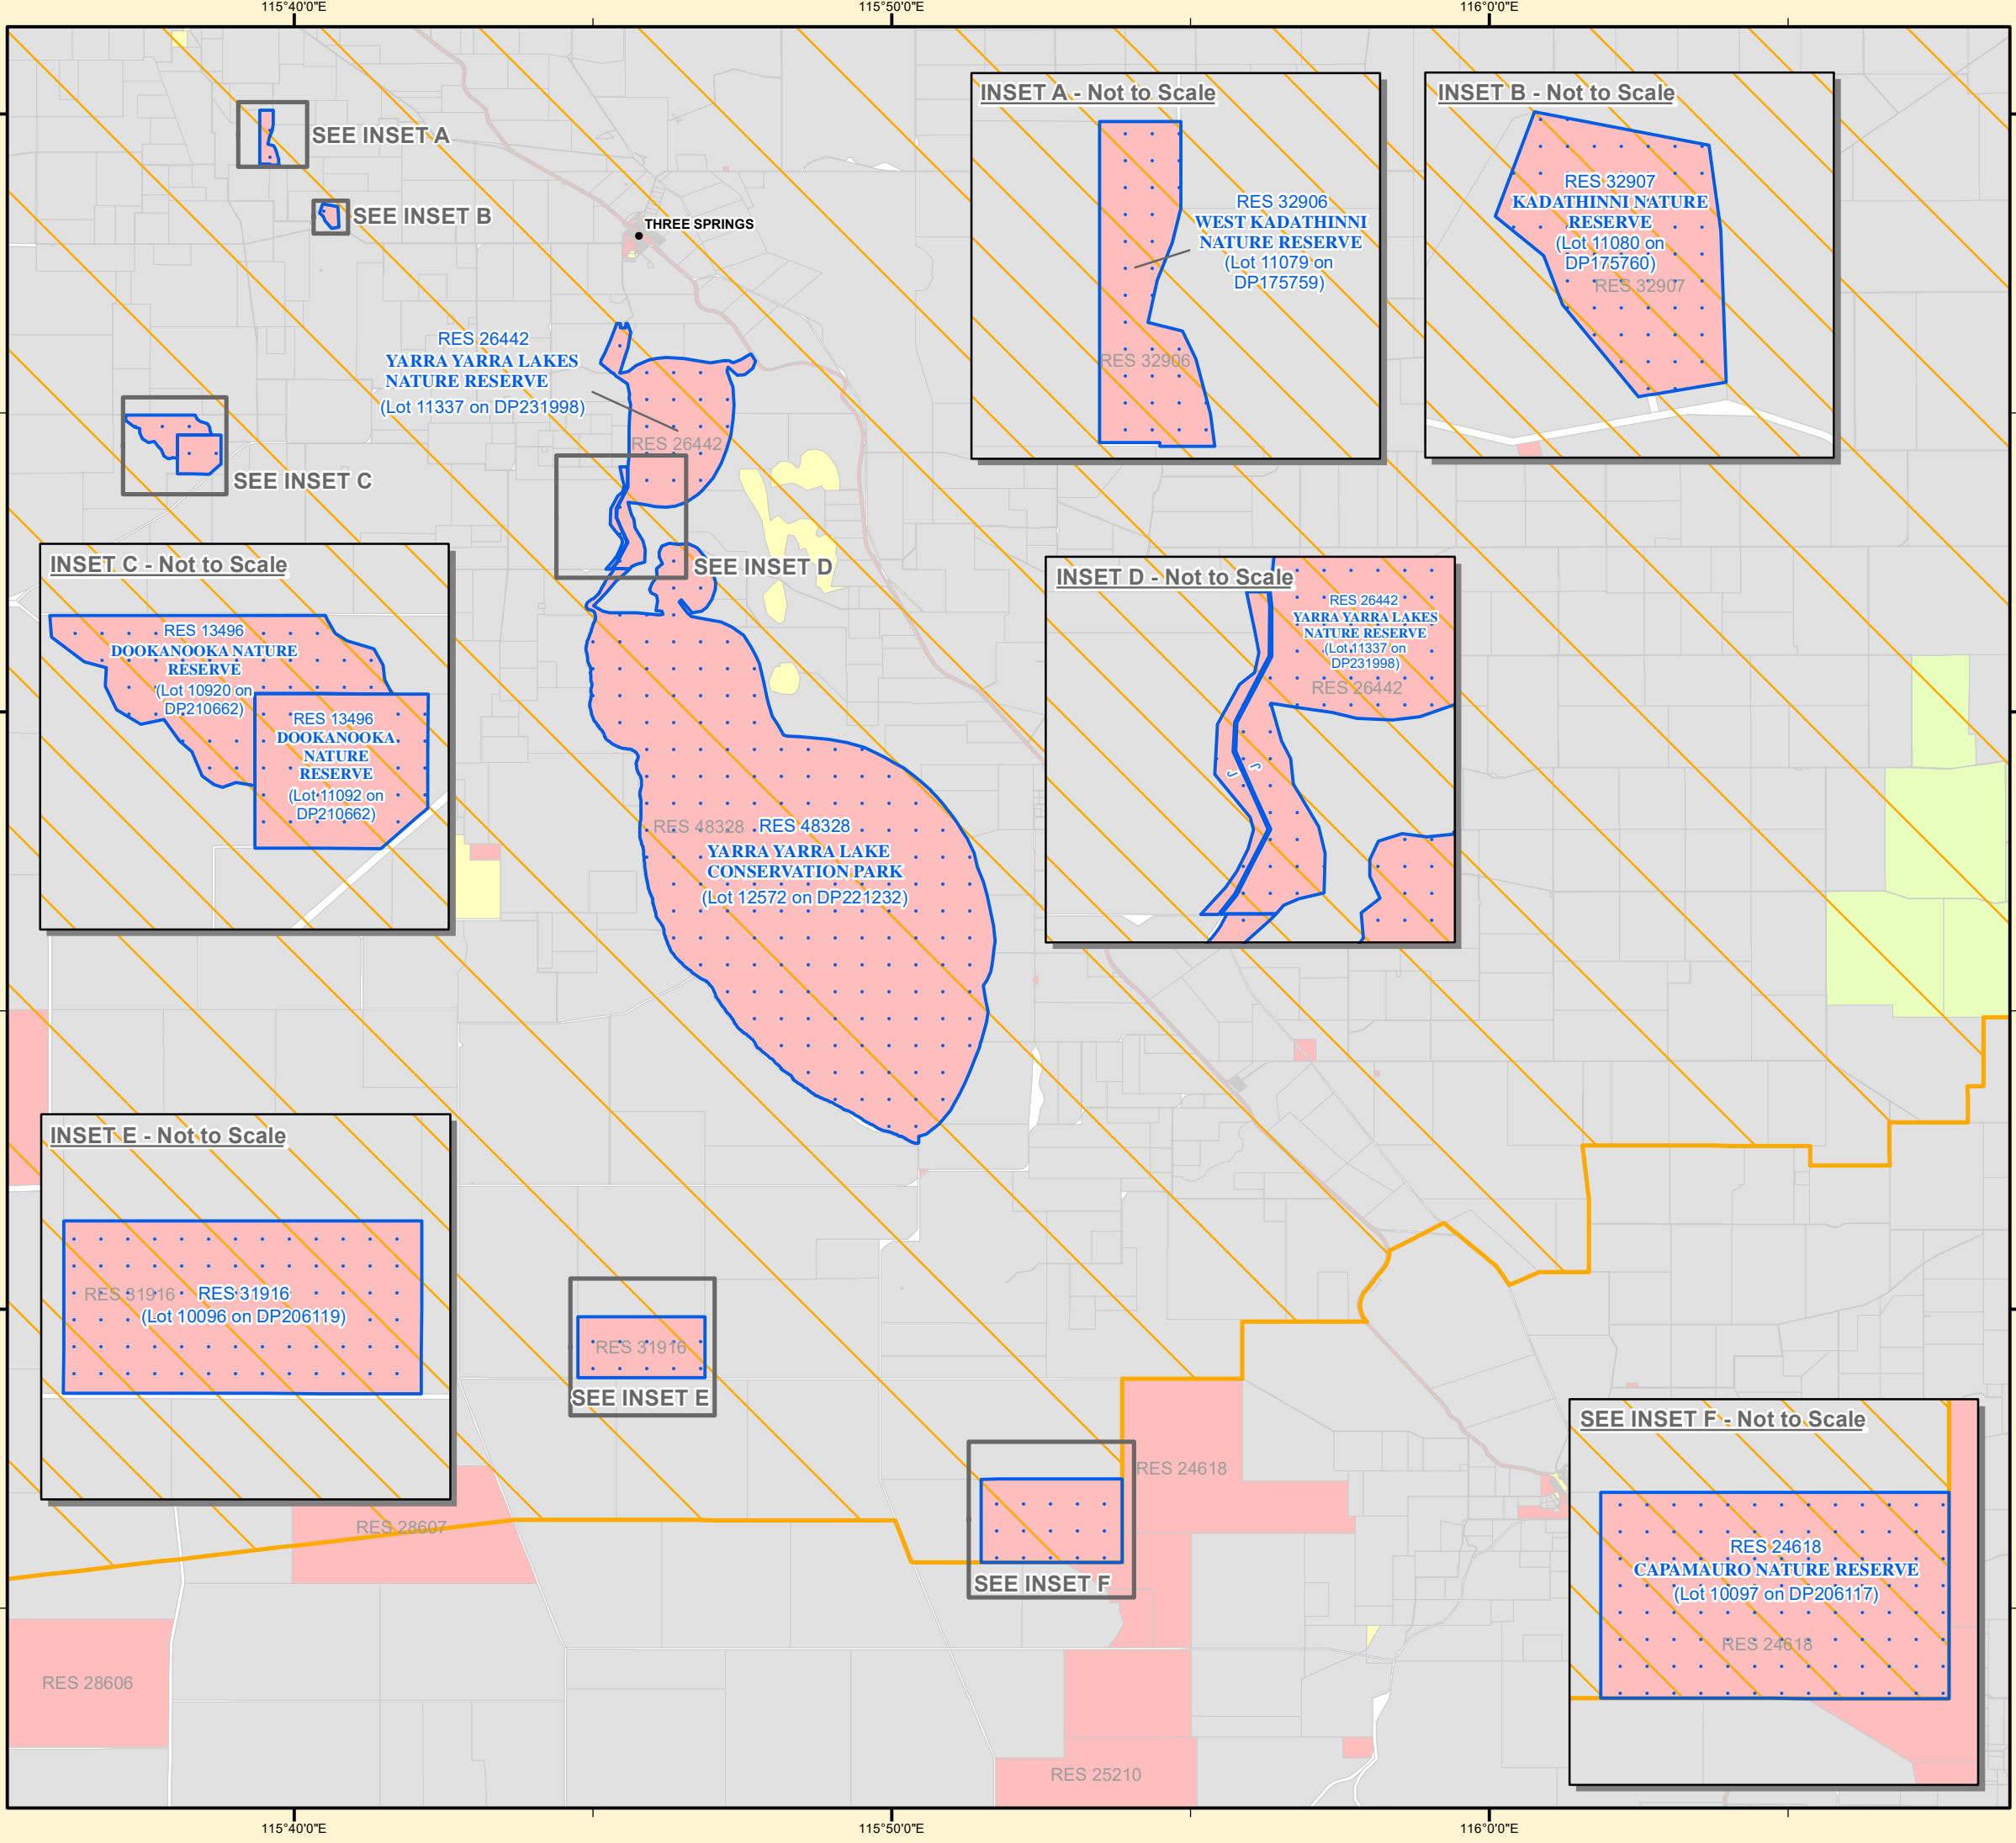 115°40'0"E
115°50'0"E
116°0'0"E
INSET A - Not to Scale
RES 32906
WEST KADATHINNI
NATURE RESERVE
(Lot 11079 on
DP175759)
RES 32906
INSET B - Not to Scale
RES 32907
KADATHINNI NATURE
RESERVE
(Lot 11080 on
DP175760)
RES 32907
SEE INSET A
SEE INSET B
THREE SPRINGS
RES 26442
YARRA YARRA LAKES
NATURE RESERVE
(Lot 11337 on DP231998)
RES 26442
SEE INSET C
SEE INSET D
INSET C - Not to Scale
RES 13496
DOOKANOOKA NATURE
RESERVE
(Lot 10920 on
DP210662)
RES 13496
DOOKANOOKA
NATURE
RESERVE
(Lot 11092 on
DP210662)
INSET D - Not to Scale
RES 26442
YARRA YARRA LAKES
NATURE RESERVE
(Lot 11337 on
DP231998)
RES 26442
RES 48328
RES 48328
YARRA YARRA LAKE
CONSERVATION PARK
(Lot 12572 on DP221232)
INSET E - Not to Scale
RES 31916
RES 31916
(Lot 10096 on DP206119)
RES 31916
SEE INSET E
SEE INSET F - Not to Scale
RES 24618
CAPAMAURO NATURE RESERVE
(Lot 10097 on DP206117)
RES 24618
RES 24618
SEE INSET F
RES 28607
RES 28606
RES 25210
115°40'0"E
115°50'0"E
116°0'0"E